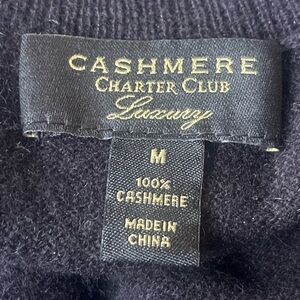 CASHMERE
CHARTER CLUB
Luxury
M
100%
CASHMERE
MADE IN
CHINA